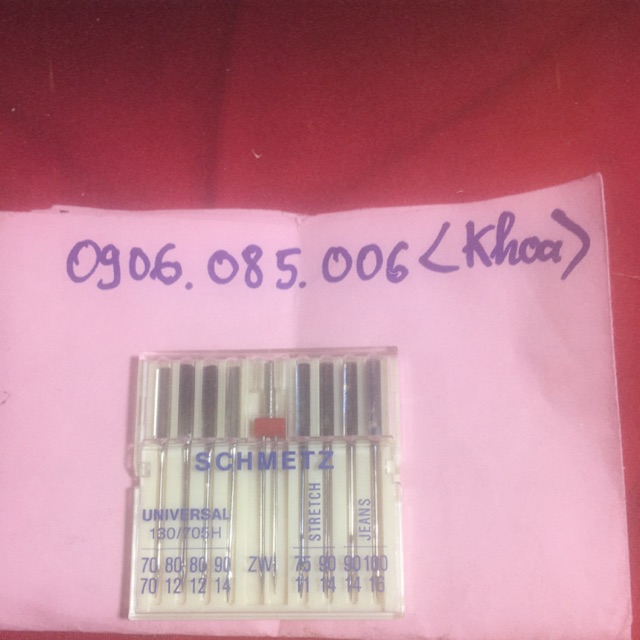 0906.085.006 <Khoa>
SCHMETZ
UNIVERSAL
130/705H
STRETCH
JEANS
70 80 80 90 ZWI 75 90 90 100
70 12 12 14 11 14 14 16